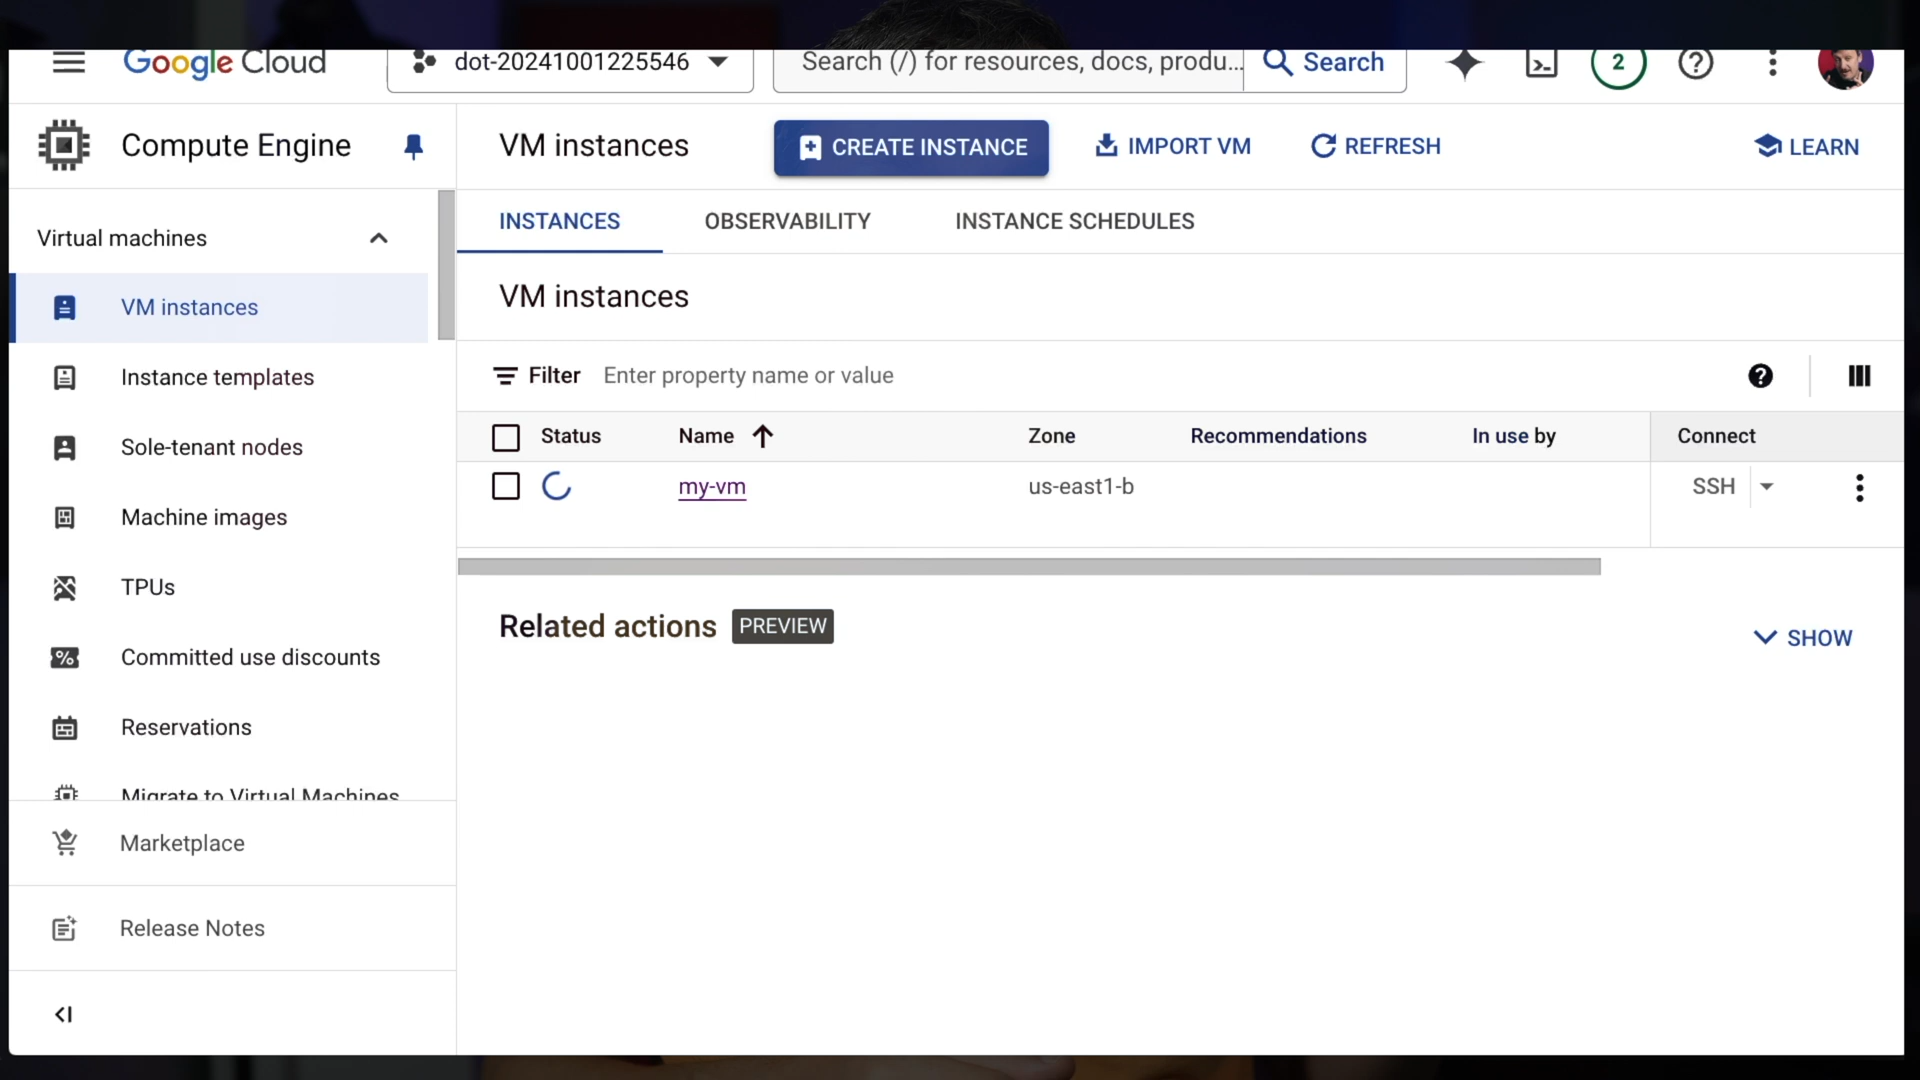 Google Cloud
dot-20241001225546
Search (/) for resources, docs, produ...
Search
2
Compute Engine
VM instances
CREATE INSTANCE
IMPORT VM
REFRESH
LEARN
Virtual machines
VM instances
Instance templates
Sole-tenant nodes
Machine images
TPUs
Committed use discounts
Reservations
Migrate to Virtual Machines
Marketplace
Release Notes
INSTANCES
OBSERVABILITY
INSTANCE SCHEDULES
VM instances
Filter Enter property name or value
Status Name Zone Recommendations In use by Connect
my-vm us-east1-b SSH
Related actions PREVIEW
SHOW